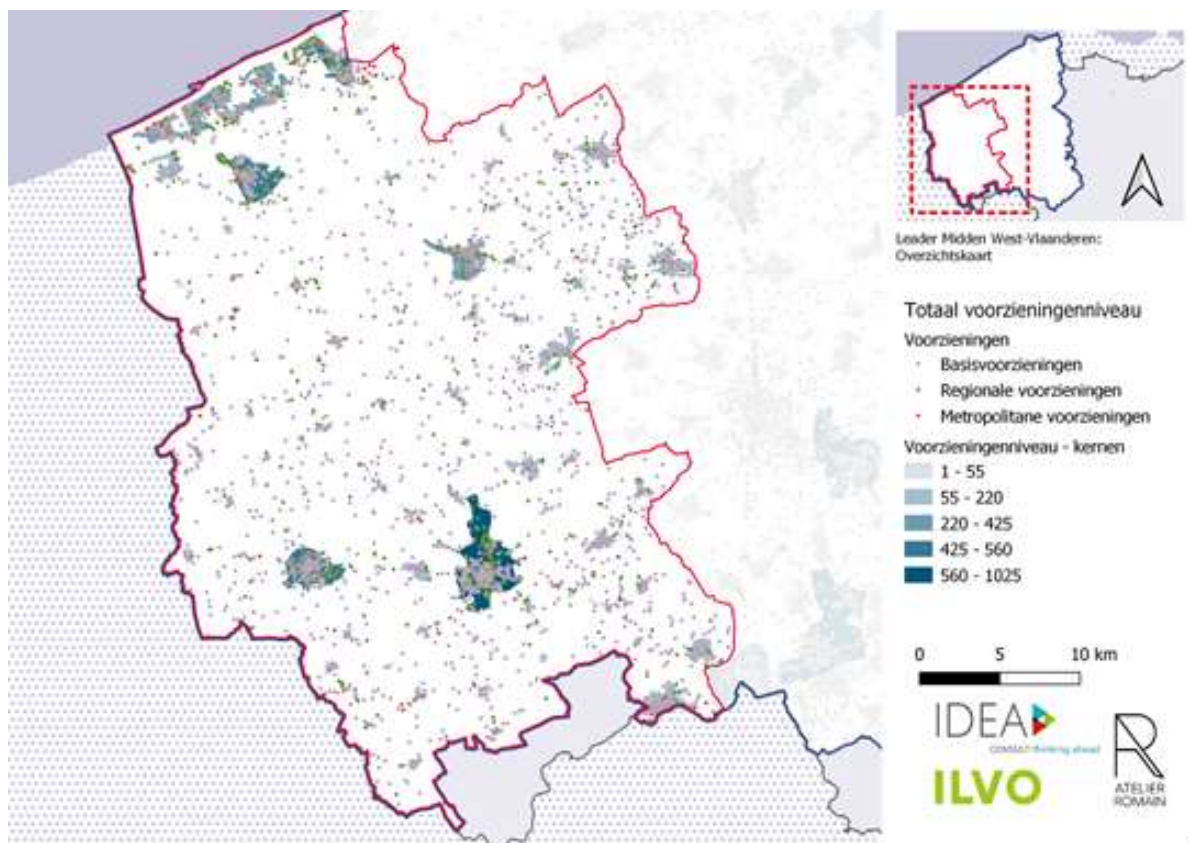 Leader Midden West-Vlaanderen:
Overzichtskaart
Totaal voorzieningenniveau
Voorzieningen
Basisvoorzieningen
Regionale voorzieningen
Metropolitane voorzieningen
Voorzieningenniveau - kernen
1 - 55
55 - 220
220 - 425
425 - 560
560 - 1025
0 5 10 km
IDEA
CONSULT thinking ahead
ILVO
R
ATELIER
ROMAIN